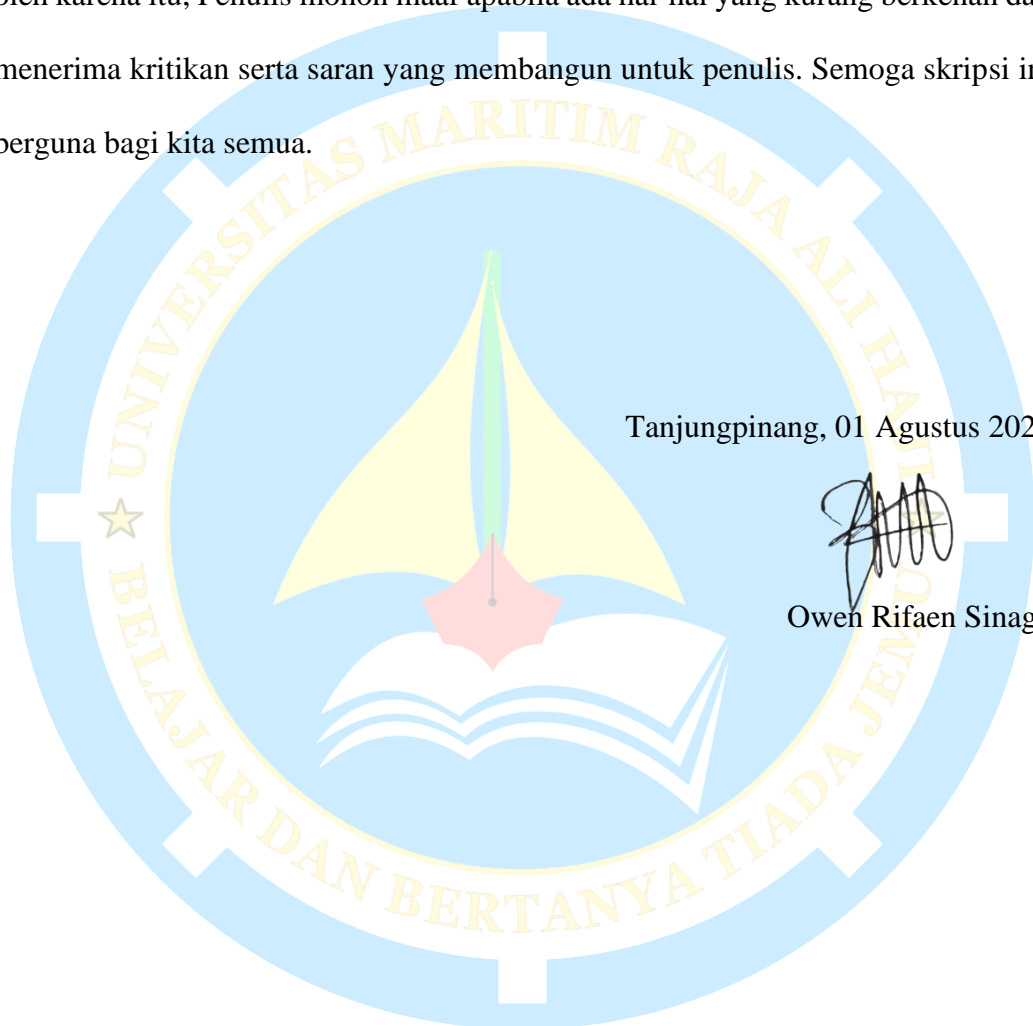 oleh karena itu, Penulis mohon maaf apabila ada hal-hal yang kurang berkenan da
menerima kritikan serta saran yang membangun untuk penulis. Semoga skripsi in
berguna bagi kita semua.
UNIVERSITAS MARITIM RAJA ALI HAJI
Tanjungpinang, 01 Agustus 202
Owen Rifaen Sinag
BELAJAR DAN BERTANYA TIADA JEMU